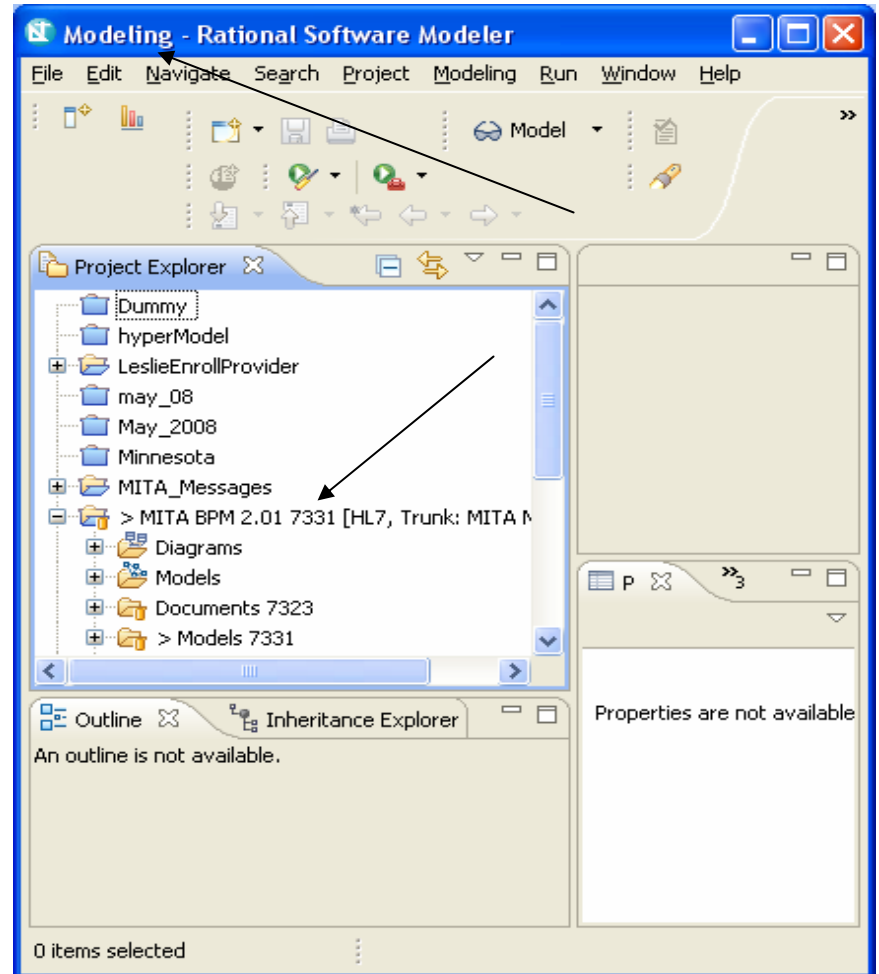 Modeling - Rational Software Modeler
File Edit Navigate Search Project Modeling Run Window Help
Model
Project Explorer
Dummy
hyperModel
LeslieEnrollProvider
may_08
May_2008
Minnesota
MITA_Messages
> MITA BPM 2.01 7331 [HL7, Trunk: MITA M
Diagrams
Models
Documents 7323
> Models 7331
P
3
Properties are not available
Outline
Inheritance Explorer
An outline is not available.
0 items selected